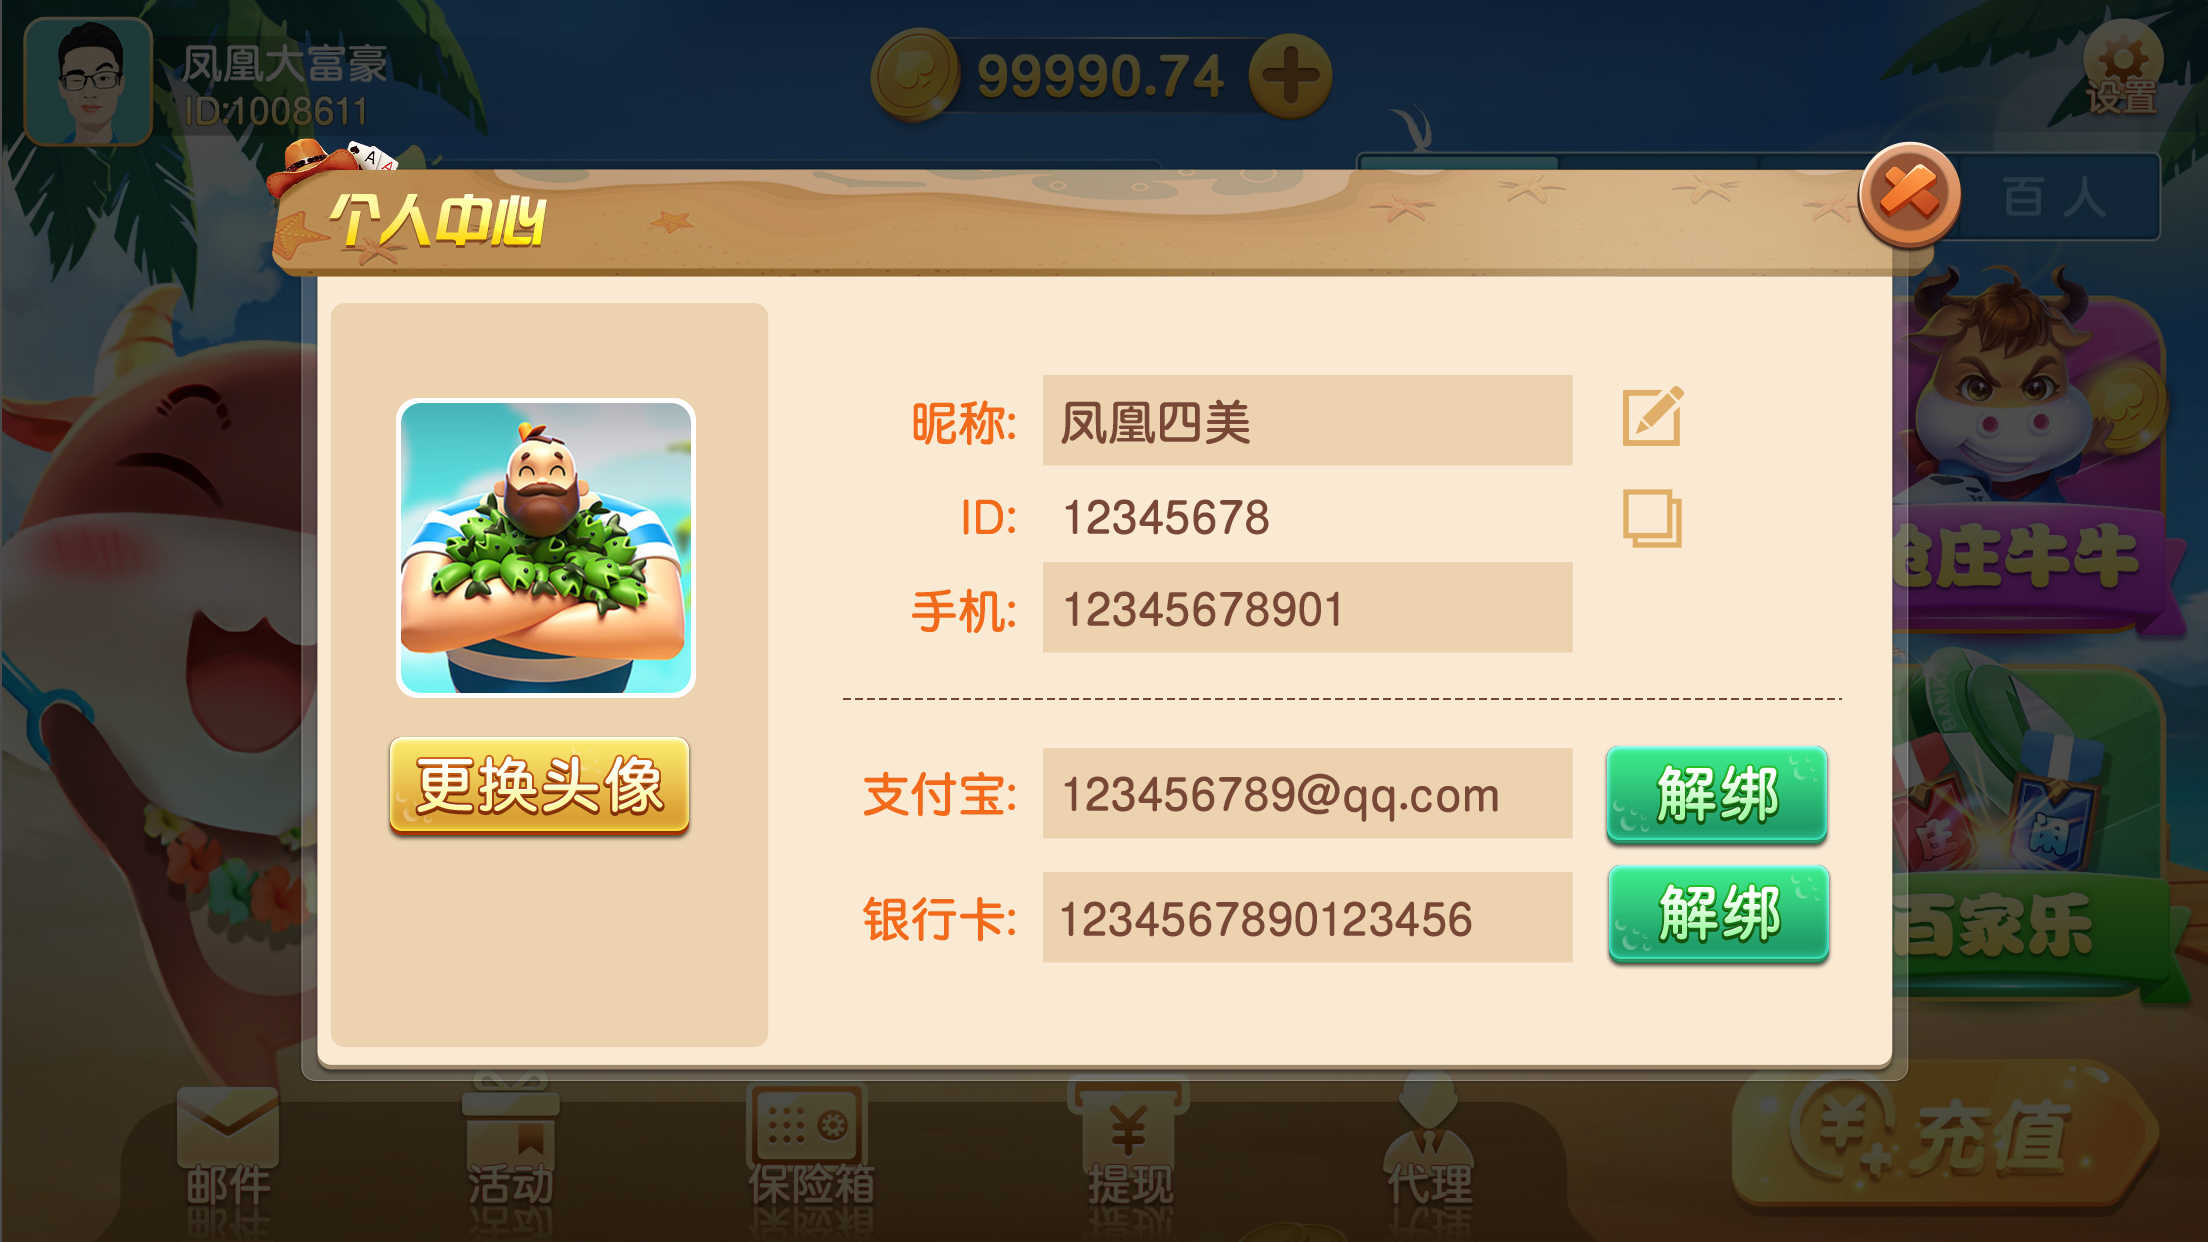 凤凰大富豪
ID:1008611
99990.74
设置
A
A
个人中心
百人
昵称: 凤凰四美
ID: 12345678
手机: 12345678901
更换头像
支付宝: 123456789@qq.com 解绑
银行卡: 1234567890123456 解绑
抢庄牛牛
BANK
庄
闲
百家乐
邮件
活动
保险箱
提现
代理
充值